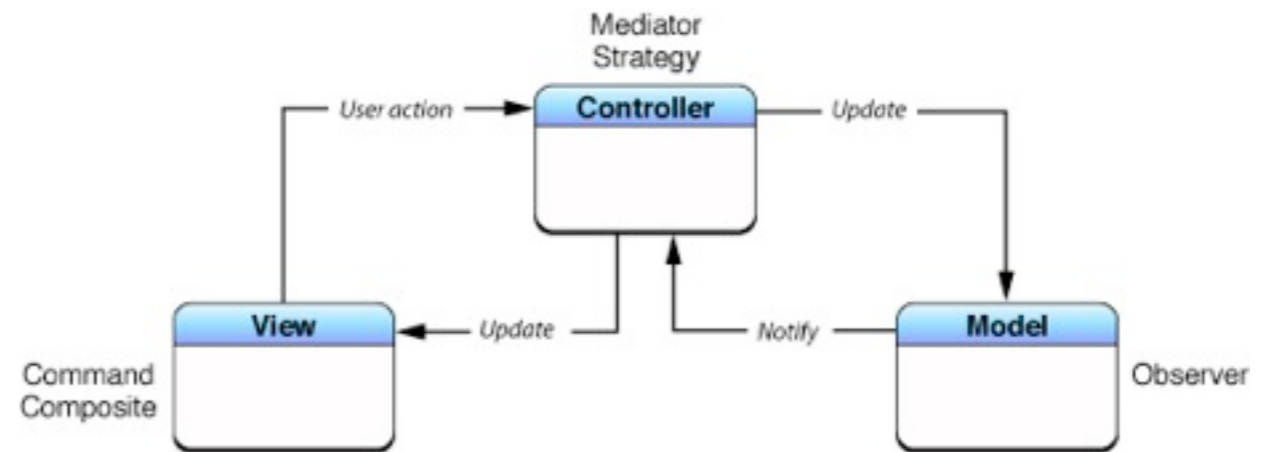 Mediator
Strategy
Controller
User action
Update
View
Update
Notify
Model
Command
Composite
Observer